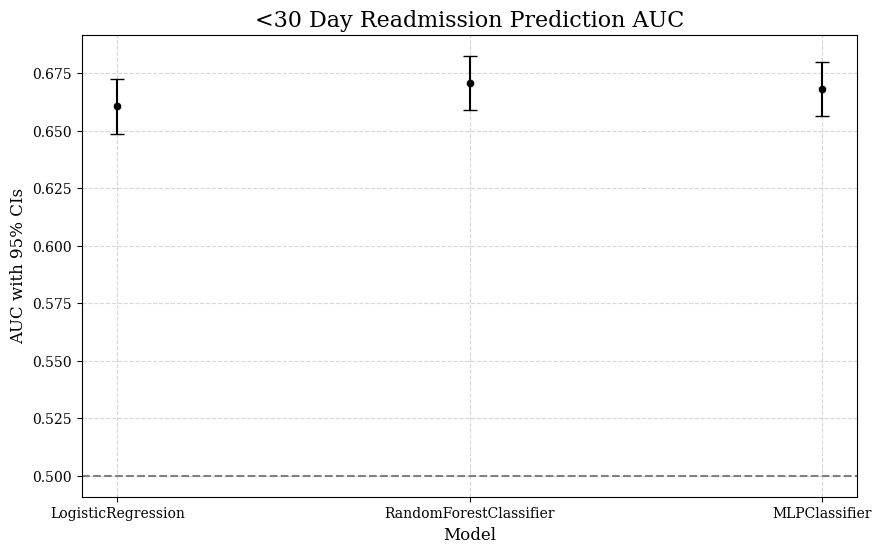 <30 Day Readmission Prediction AUC
AUC with 95% CIs
0.675
0.650
0.625
0.600
0.575
0.550
0.525
0.500
LogisticRegression
RandomForestClassifier
MLPClassifier
Model